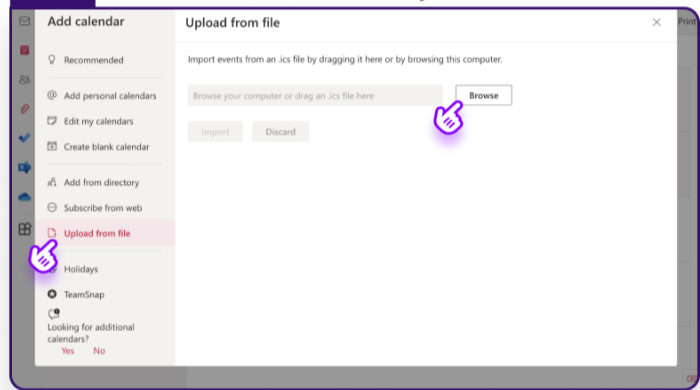 Add calendar
Upload from file
Print
Recommended
Import events from an .ics file by dragging it here or by browsing this computer.
Add personal calendars
Browse your computer or drag an .ics file here
Browse
Edit my calendars
Import
Discard
Create blank calendar
Add from directory
Subscribe from web
Upload from file
Holidays
TeamSnap
Looking for additional
calendars?
Yes No